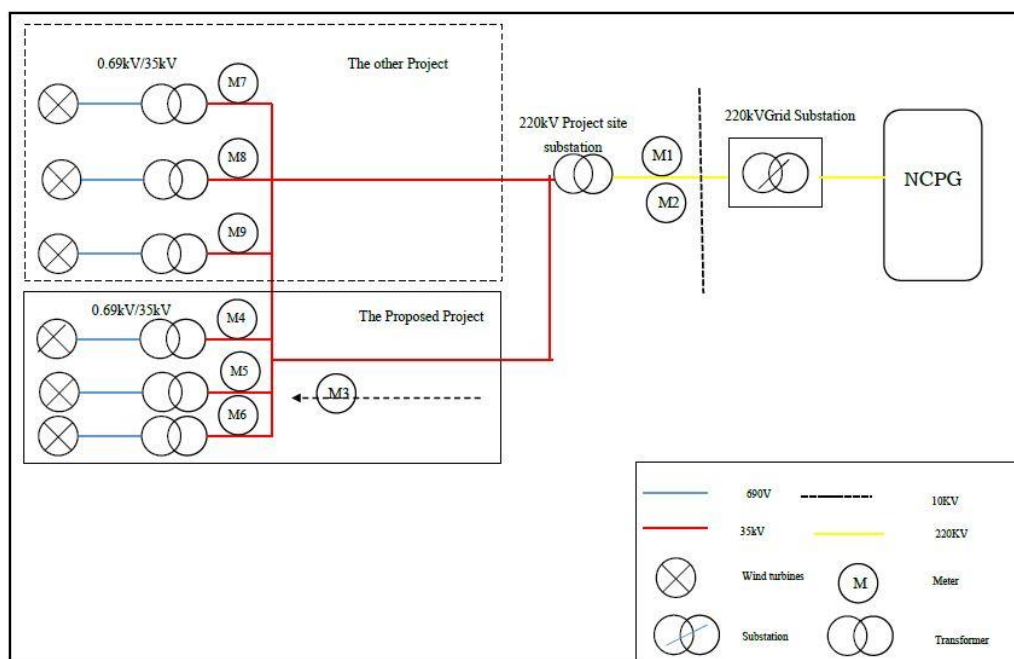 0.69kV/35kV
The other Project
M7
M8
M9
220kV Project site
substation
M1
M2
220kVGrid Substation
NCPG
0.69kV/35kV
The Proposed Project
M4
M5
M6
M3
690V
10KV
35kV
220KV
Wind turbines
M
Meter
Substation
Transformer